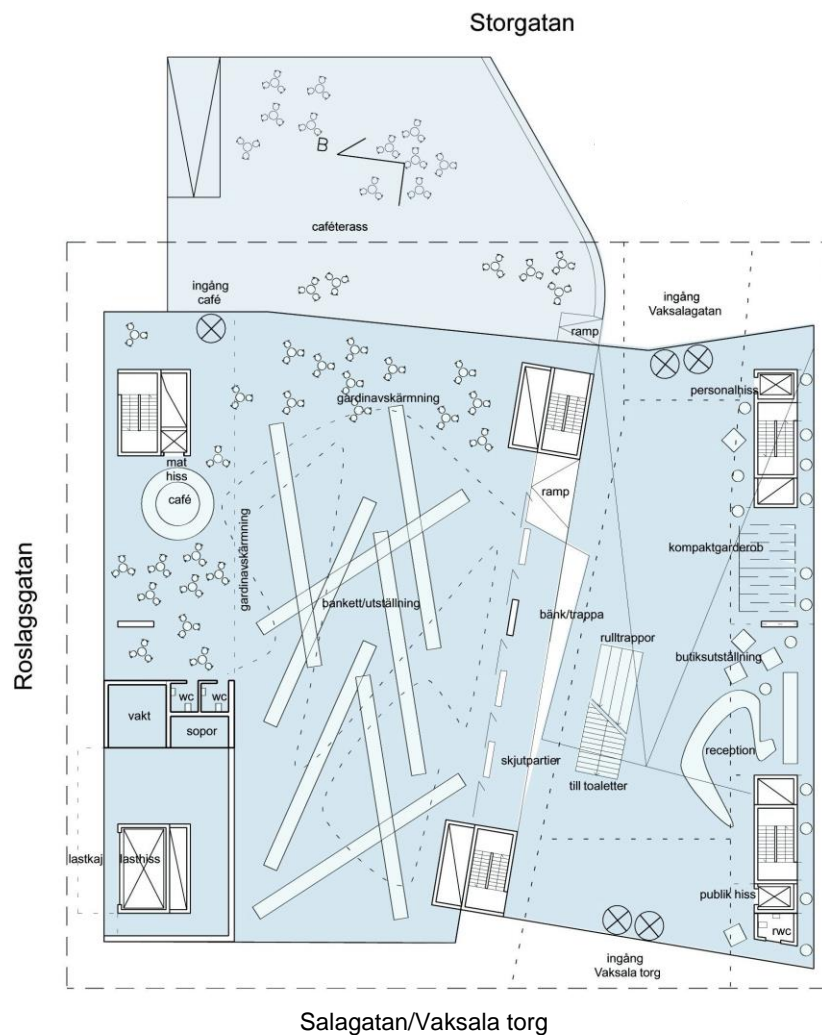 Storgatan
B
caféterass
ingång
café
ingång
Vaksalagatan
ramp
personalhiss
gardinavskärmning
mat
hiss
café
ramp
kompaktgarderob
gardinavskärmning
bankett/utställning
bänk/trappa
rulltrappor
butiksutställning
Roslagsgatan
wc
wc
vakt
sopor
reception
skjutpartier
till toaletter
lastkaj
lasthiss
publik hiss
rwc
ingång
Vaksala torg
Salagatan/Vaksala torg